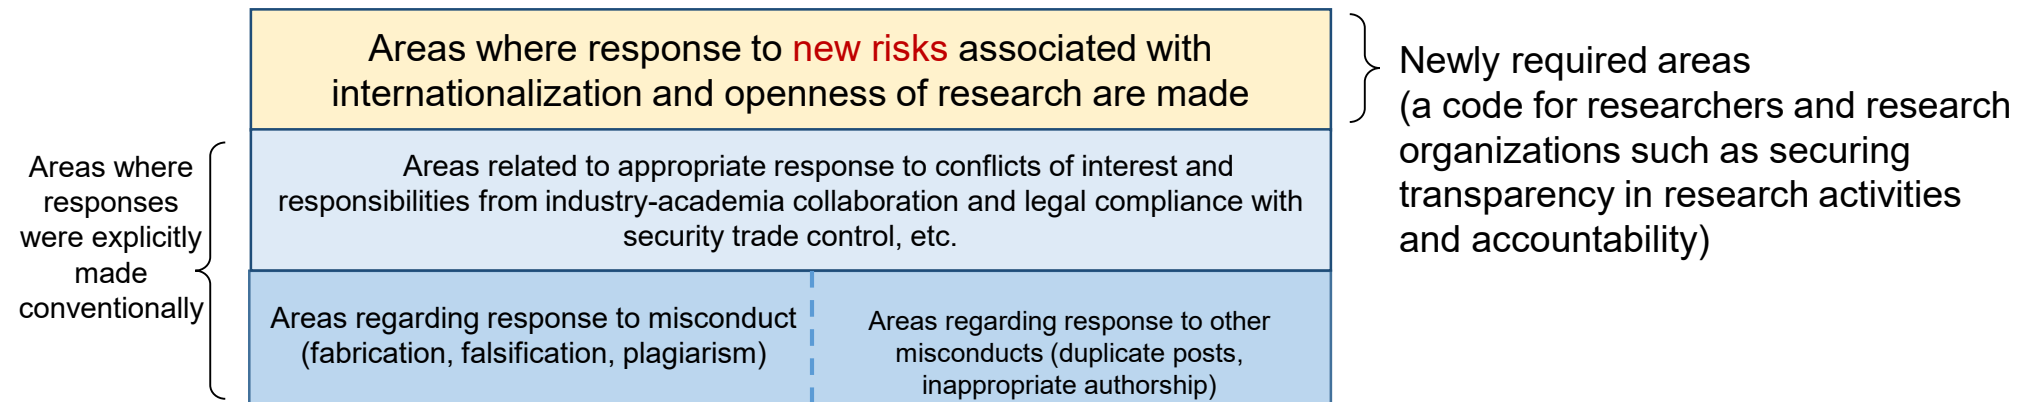 Areas where response to new risks associated with
internationalization and openness of research are made
Newly required areas
(a code for researchers and research
organizations such as securing
transparency in research activities
and accountability)
Areas where
responses
were explicitly
made
conventionally
Areas related to appropriate response to conflicts of interest and
responsibilities from industry-academia collaboration and legal compliance with
security trade control, etc.
Areas regarding response to misconduct
(fabrication, falsification, plagiarism)
Areas regarding response to other
misconducts (duplicate posts,
inappropriate authorship)